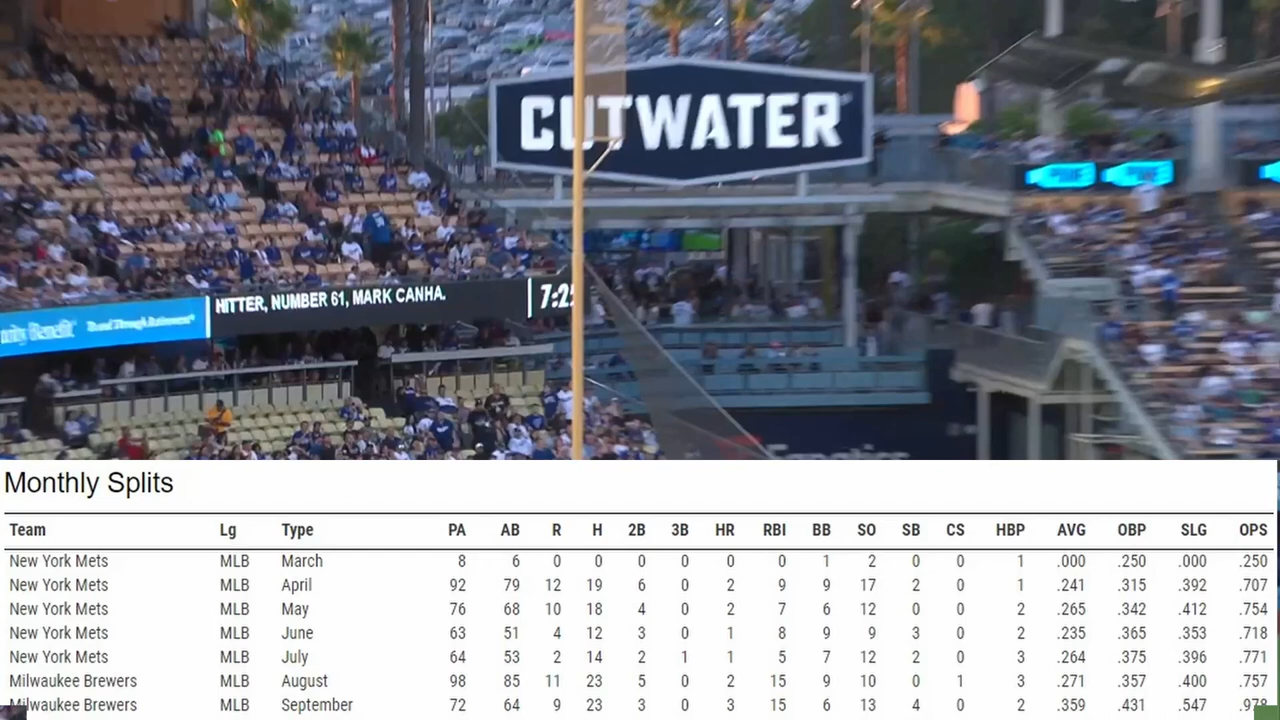 CUTWATER
HITTER, NUMBER 61, MARK CANHA.
Monthly Splits
Team Lg Type PA AB R H 2B 3B HR RBI BB SO SB CS HBP AVG OBP SLG OPS
New York Mets MLB March 8 6 0 0 0 0 0 0 1 2 0 0 1 .000 .250 .000 .250
New York Mets MLB April 92 79 12 19 6 0 2 9 9 17 2 0 1 .241 .315 .392 .707
New York Mets MLB May 76 68 10 18 4 0 2 7 6 12 0 0 2 .265 .342 .412 .754
New York Mets MLB June 63 51 4 12 3 0 1 8 9 9 3 0 2 .235 .365 .353 .718
New York Mets MLB July 64 53 2 14 2 1 1 5 7 12 2 0 3 .264 .375 .396 .771
Milwaukee Brewers MLB August 98 85 11 23 5 0 2 15 9 10 0 1 3 .271 .357 .400 .757
Milwaukee Brewers MLB September 72 64 9 23 3 0 3 15 6 13 4 0 2 .359 .431 .547 .978